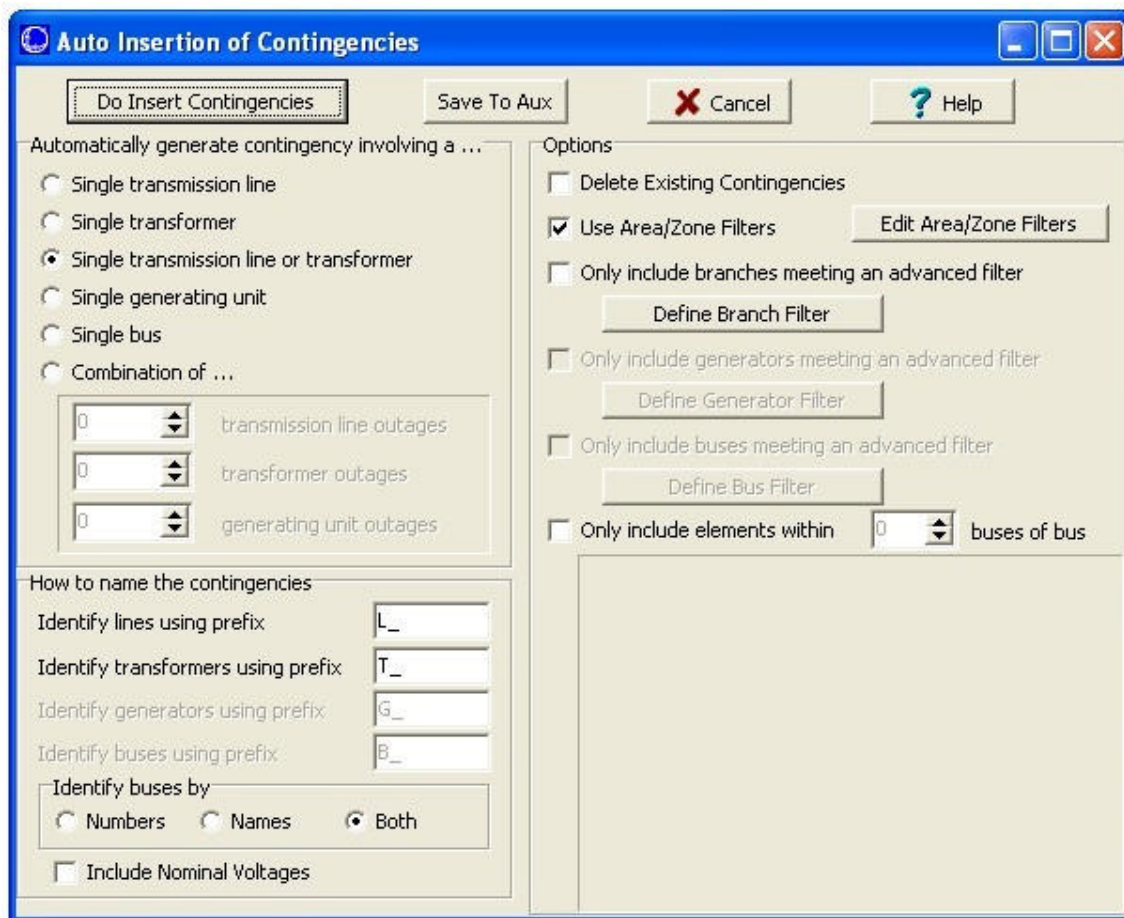 Auto Insertion of Contingencies
Do Insert Contingencies
Save To Aux
Cancel
Help
Automatically generate contingency involving a ...
Single transmission line
Single transformer
Single transmission line or transformer
Single generating unit
Single bus
Combination of ...
0 transmission line outages
0 transformer outages
0 generating unit outages
How to name the contingencies
Identify lines using prefix L_
Identify transformers using prefix T_
Identify generators using prefix G_
Identify buses using prefix B_
Identify buses by
Numbers Names Both
Include Nominal Voltages
Options
Delete Existing Contingencies
Use Area/Zone Filters Edit Area/Zone Filters
Only include branches meeting an advanced filter
Define Branch Filter
Only include generators meeting an advanced filter
Define Generator Filter
Only include buses meeting an advanced filter
Define Bus Filter
Only include elements within 0 buses of bus